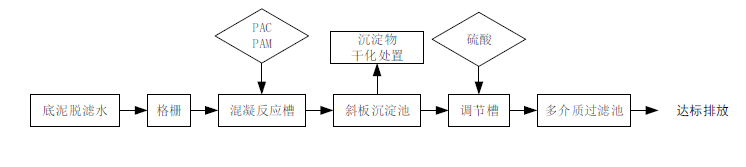 PAC
PAM
沉淀物
干化处置
硫酸
底泥脱滤水
格栅
混凝反应槽
斜板沉淀池
调节槽
多介质过滤池
达标排放